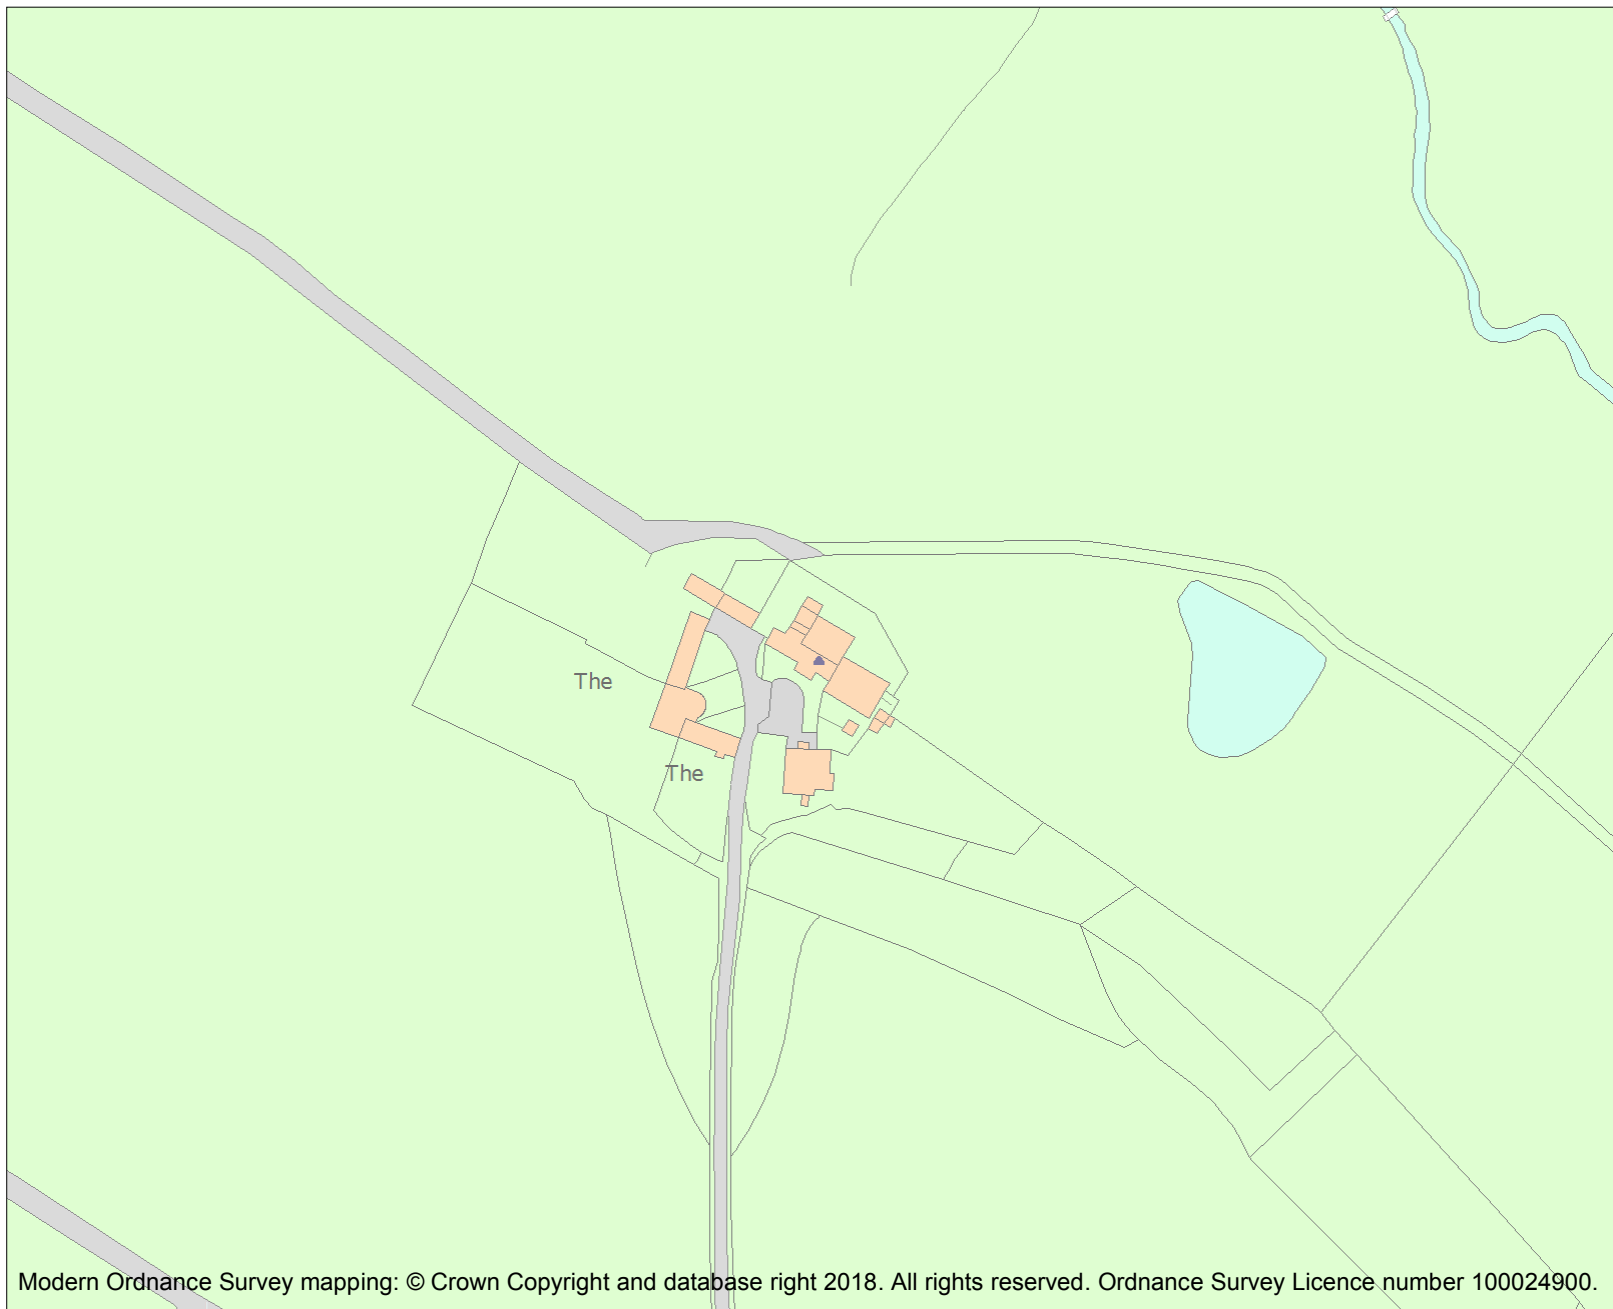 The
The
Modern Ordnance Survey mapping: © Crown Copyright and database right 2018. All rights reserved. Ordnance Survey Licence number 100024900.